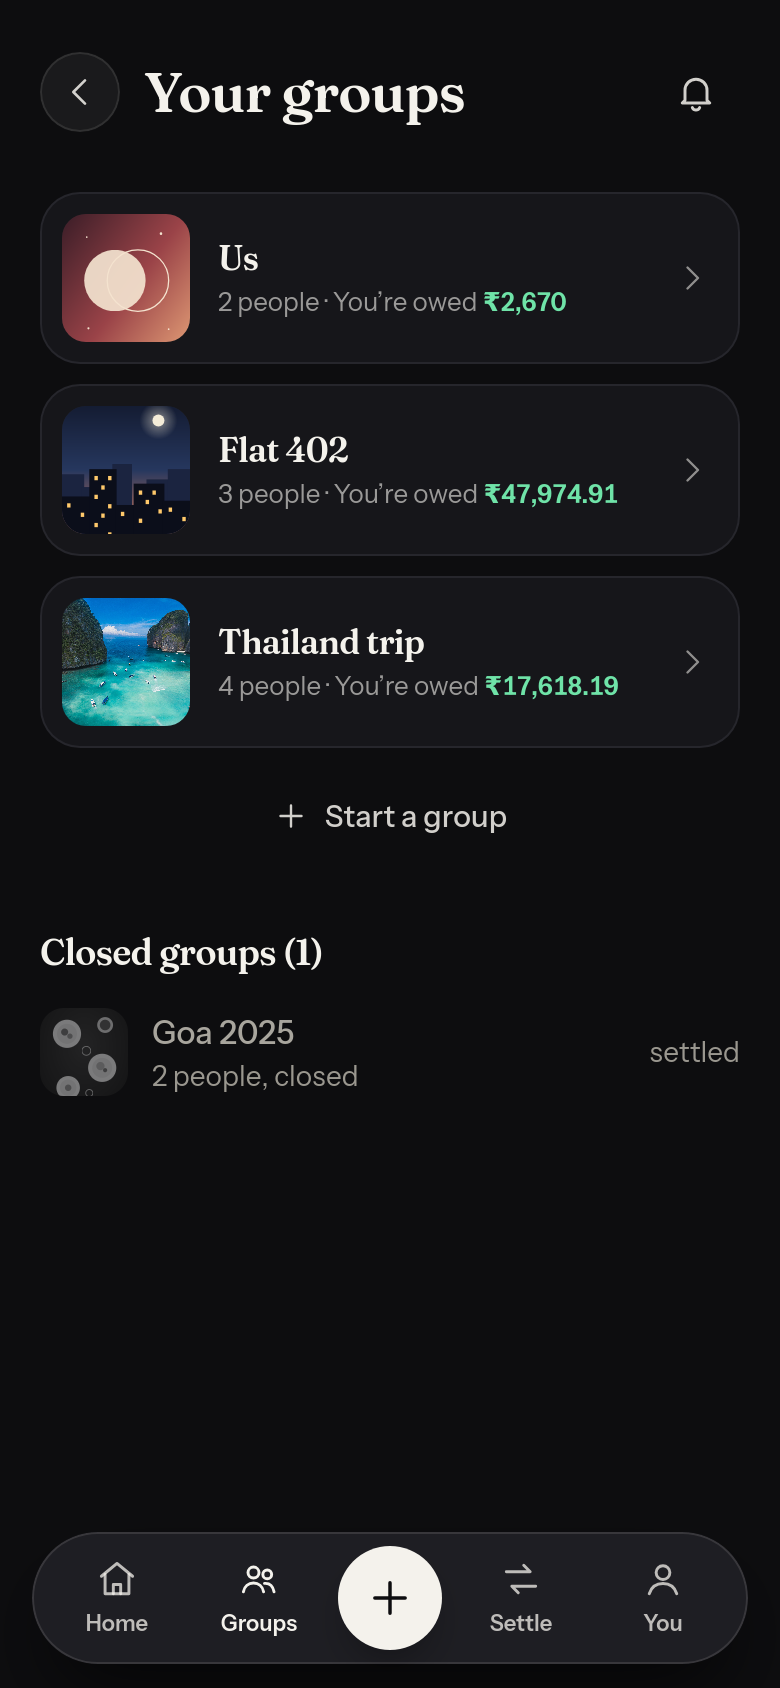 Your groups
Us
2 people · You’re owed ₹2,670
Flat 402
3 people · You’re owed ₹47,974.91
Thailand trip
4 people · You’re owed ₹17,618.19
Start a group
Closed groups (1)
Goa 2025
2 people, closed
settled
Home
Groups
Settle
You